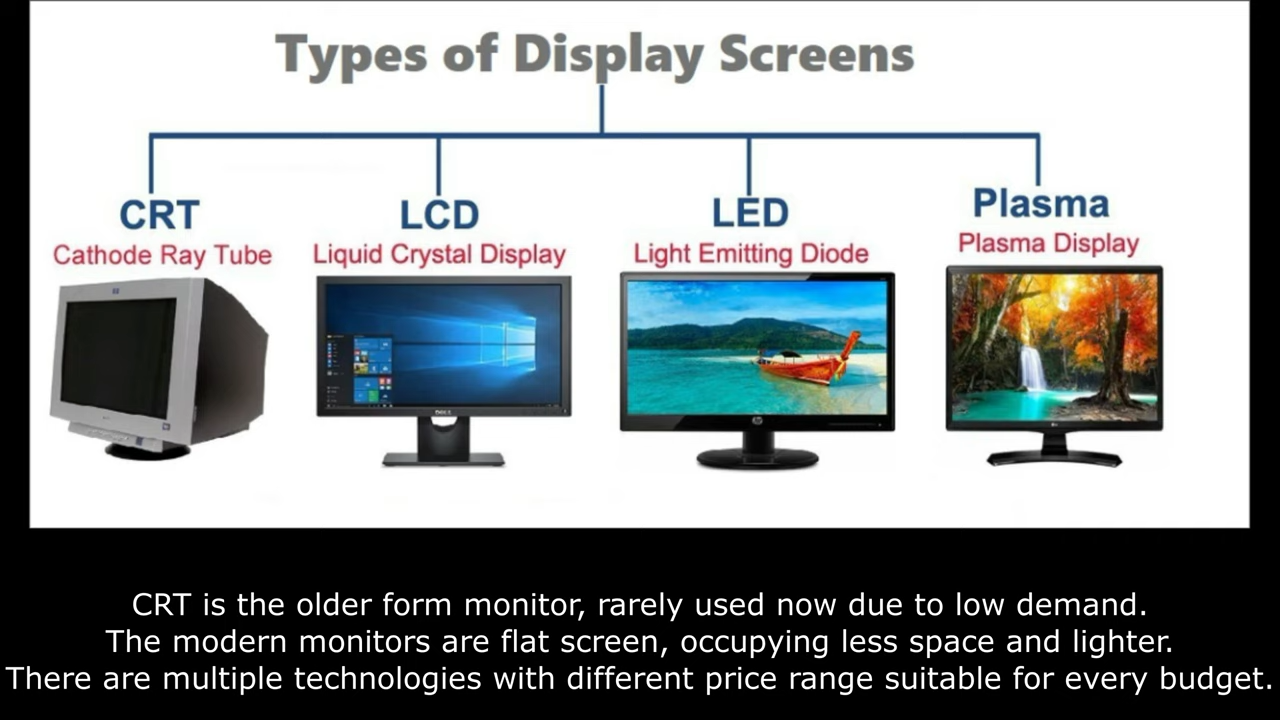 Types of Display Screens
CRT
Cathode Ray Tube
LCD
Liquid Crystal Display
LED
Light Emitting Diode
Plasma
Plasma Display
DELL
hp
CRT is the older form monitor, rarely used now due to low demand.
The modern monitors are flat screen, occupying less space and lighter.
There are multiple technologies with different price range suitable for every budget.